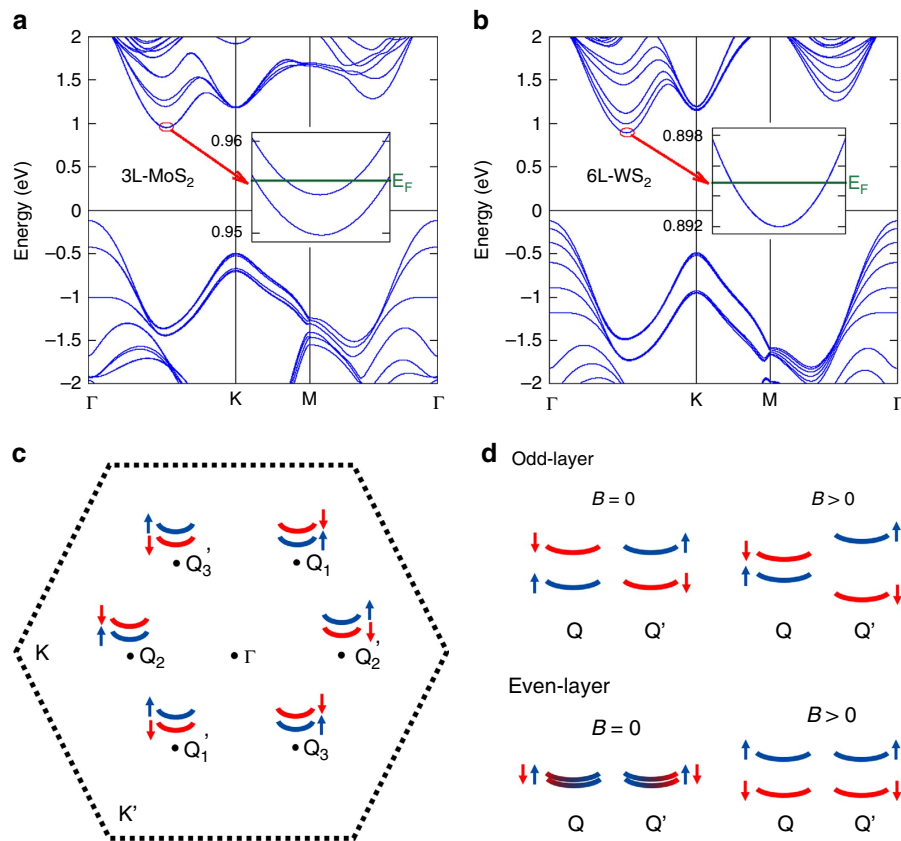 a
2
1.5
1
0.5
0
−0.5
−1
−1.5
−2
Energy (eV)
3L-MoS₂
0.96
0.95
E_F
Γ
K
M
Γ
b
2
1.5
1
0.5
0
−0.5
−1
−1.5
−2
Energy (eV)
6L-WS₂
0.898
0.892
E_F
Γ
K
M
Γ
c
Q₃'
Q₁
K
Q₂
Γ
Q₂'
Q₁'
Q₃
K'
d
Odd-layer
B = 0
B > 0
Q
Q'
Q
Q'
Even-layer
B = 0
B > 0
Q
Q'
Q
Q'